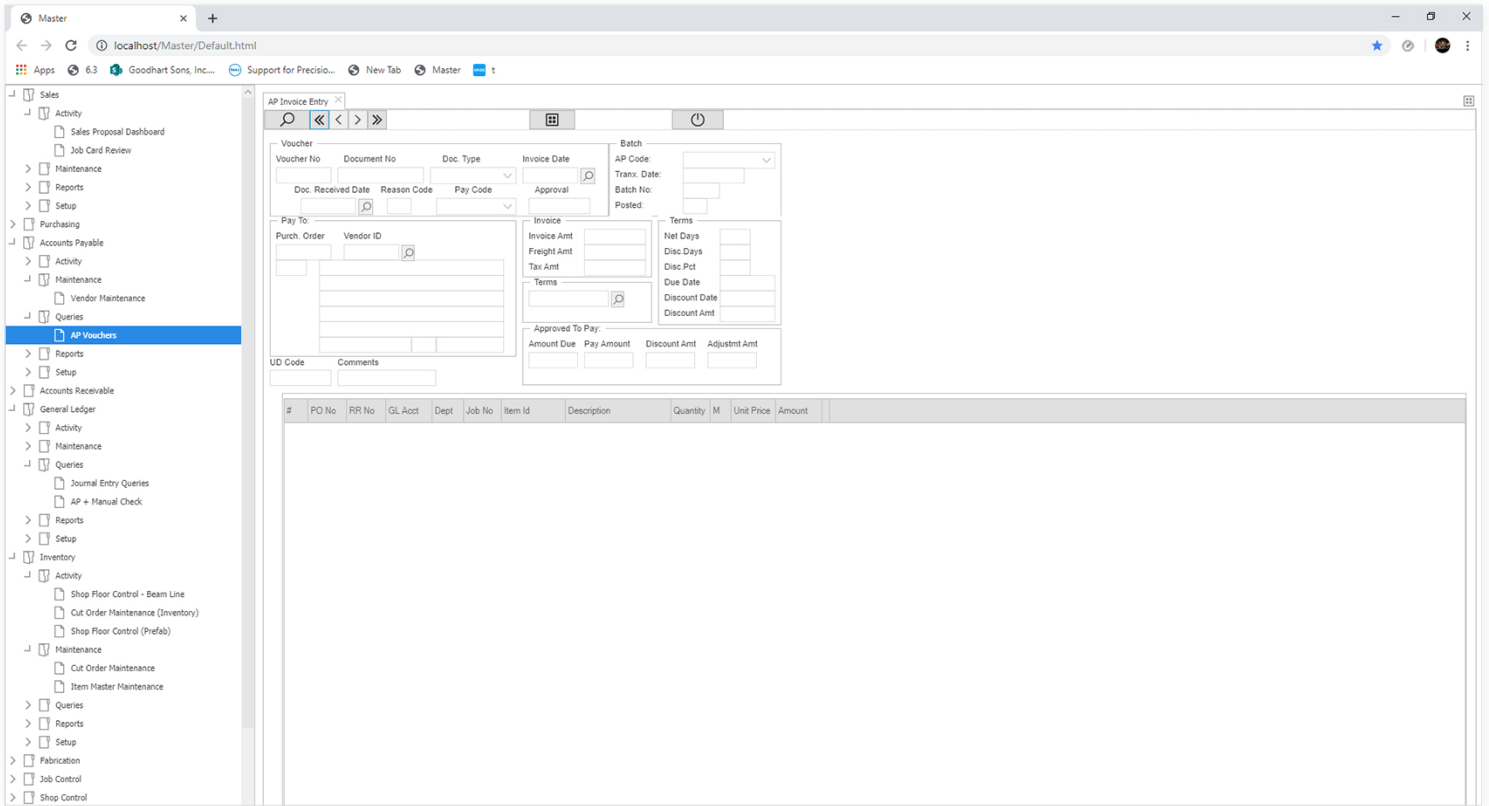 Master
localhost/Master/Default.html
Apps 6.3 Goodhart Sons, Inc... Support for Precisio... New Tab Master t
Sales
Activity
Sales Proposal Dashboard
Job Card Review
Maintenance
Reports
Setup
Purchasing
Accounts Payable
Activity
Maintenance
Vendor Maintenance
Queries
AP Vouchers
Reports
Setup
Accounts Receivable
General Ledger
Activity
Maintenance
Queries
Journal Entry Queries
AP + Manual Check
Reports
Setup
Inventory
Activity
Shop Floor Control - Beam Line
Cut Order Maintenance (Inventory)
Shop Floor Control (Prefab)
Maintenance
Cut Order Maintenance
Item Master Maintenance
Queries
Reports
Setup
Fabrication
Job Control
Shop Control
AP Invoice Entry
Voucher
Voucher No Document No Doc. Type Invoice Date
Doc. Received Date Reason Code Pay Code Approval
Batch
AP Code:
Tranx. Date:
Batch No:
Posted:
Pay To:
Purch. Order Vendor ID
Invoice
Invoice Amt
Freight Amt
Tax Amt
Terms
Terms
Net Days
Disc.Days
Disc.Pct
Due Date
Discount Date
Discount Amt
Approved To Pay:
Amount Due Pay Amount Discount Amt Adjustmt Amt
UD Code Comments
# PO No RR No GL Acct Dept Job No Item Id Description Quantity M Unit Price Amount